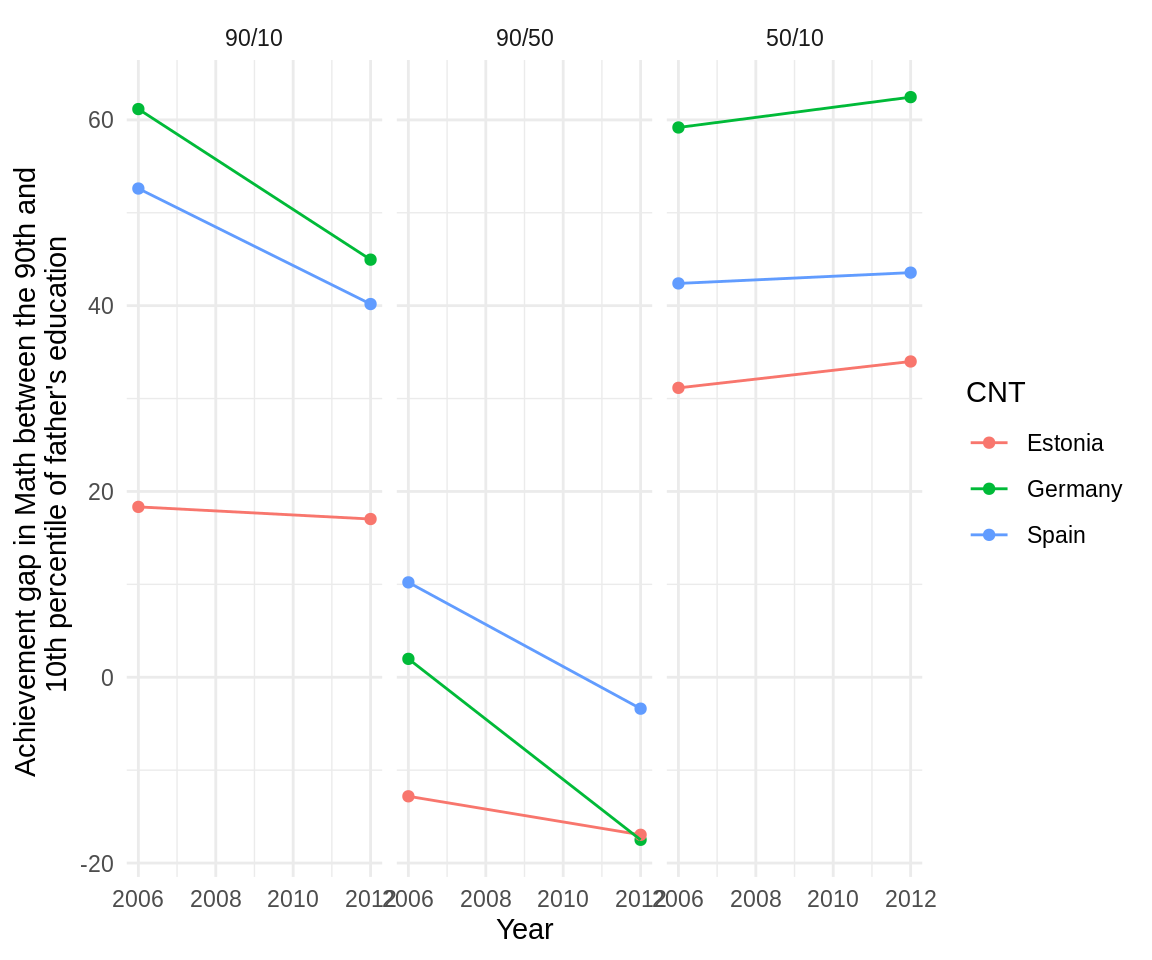 90/10
90/50
50/10
Achievement gap in Math between the 90th and
10th percentile of father's education
60
40
20
0
-20
2006
2008
2010
2012
2006
2008
2010
2012
2006
2008
2010
2012
Year
CNT
Estonia
Germany
Spain